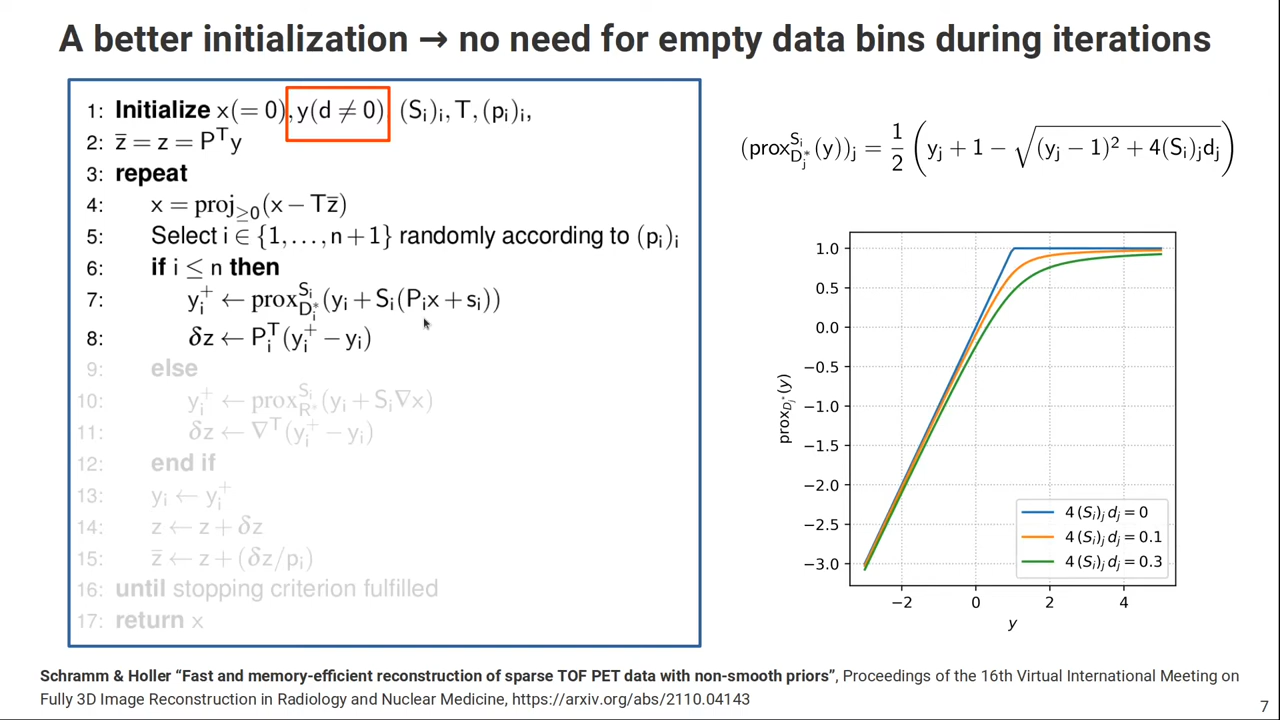 A better initialization → no need for empty data bins during iterations
1: Initialize x(= 0), y(d ≠ 0) (Sᵢ)ᵢ, T, (pᵢ)ᵢ,
2: z̄ = z = Pᵀy
3: repeat
4: x = proj≥0(x − Tz̄)
5: Select i ∈ {1, . . . , n + 1} randomly according to (pᵢ)ᵢ
6: if i ≤ n then
7: yᵢ⁺ ← prox_{Dᵢ*}^{Sᵢ}(yᵢ + Sᵢ(Pᵢx + sᵢ))
8: δz ← Pᵢᵀ(yᵢ⁺ − yᵢ)
9: else
10: yᵢ⁺ ← prox_{R*}^{Sᵢ}(yᵢ + Sᵢ∇x)
11: δz ← ∇ᵀ(yᵢ⁺ − yᵢ)
12: end if
13: yᵢ ← yᵢ⁺
14: z ← z + δz
15: z̄ ← z + (δz/pᵢ)
16: until stopping criterion fulfilled
17: return x
(prox_{Dⱼ*}^{Sᵢ}(y))ⱼ = 1/2 (yⱼ + 1 − √((yⱼ − 1)² + 4(Sᵢ)ⱼdⱼ))
1.0
0.5
0.0
−0.5
−1.0
−1.5
−2.0
−2.5
−3.0
prox_{Dⱼ*}(y)
4 (Sᵢ)ⱼ dⱼ = 0
4 (Sᵢ)ⱼ dⱼ = 0.1
4 (Sᵢ)ⱼ dⱼ = 0.3
−2 0 2 4
y
Schramm & Holler “Fast and memory-efficient reconstruction of sparse TOF PET data with non-smooth priors”, Proceedings of the 16th Virtual International Meeting on
Fully 3D Image Reconstruction in Radiology and Nuclear Medicine, https://arxiv.org/abs/2110.04143
7